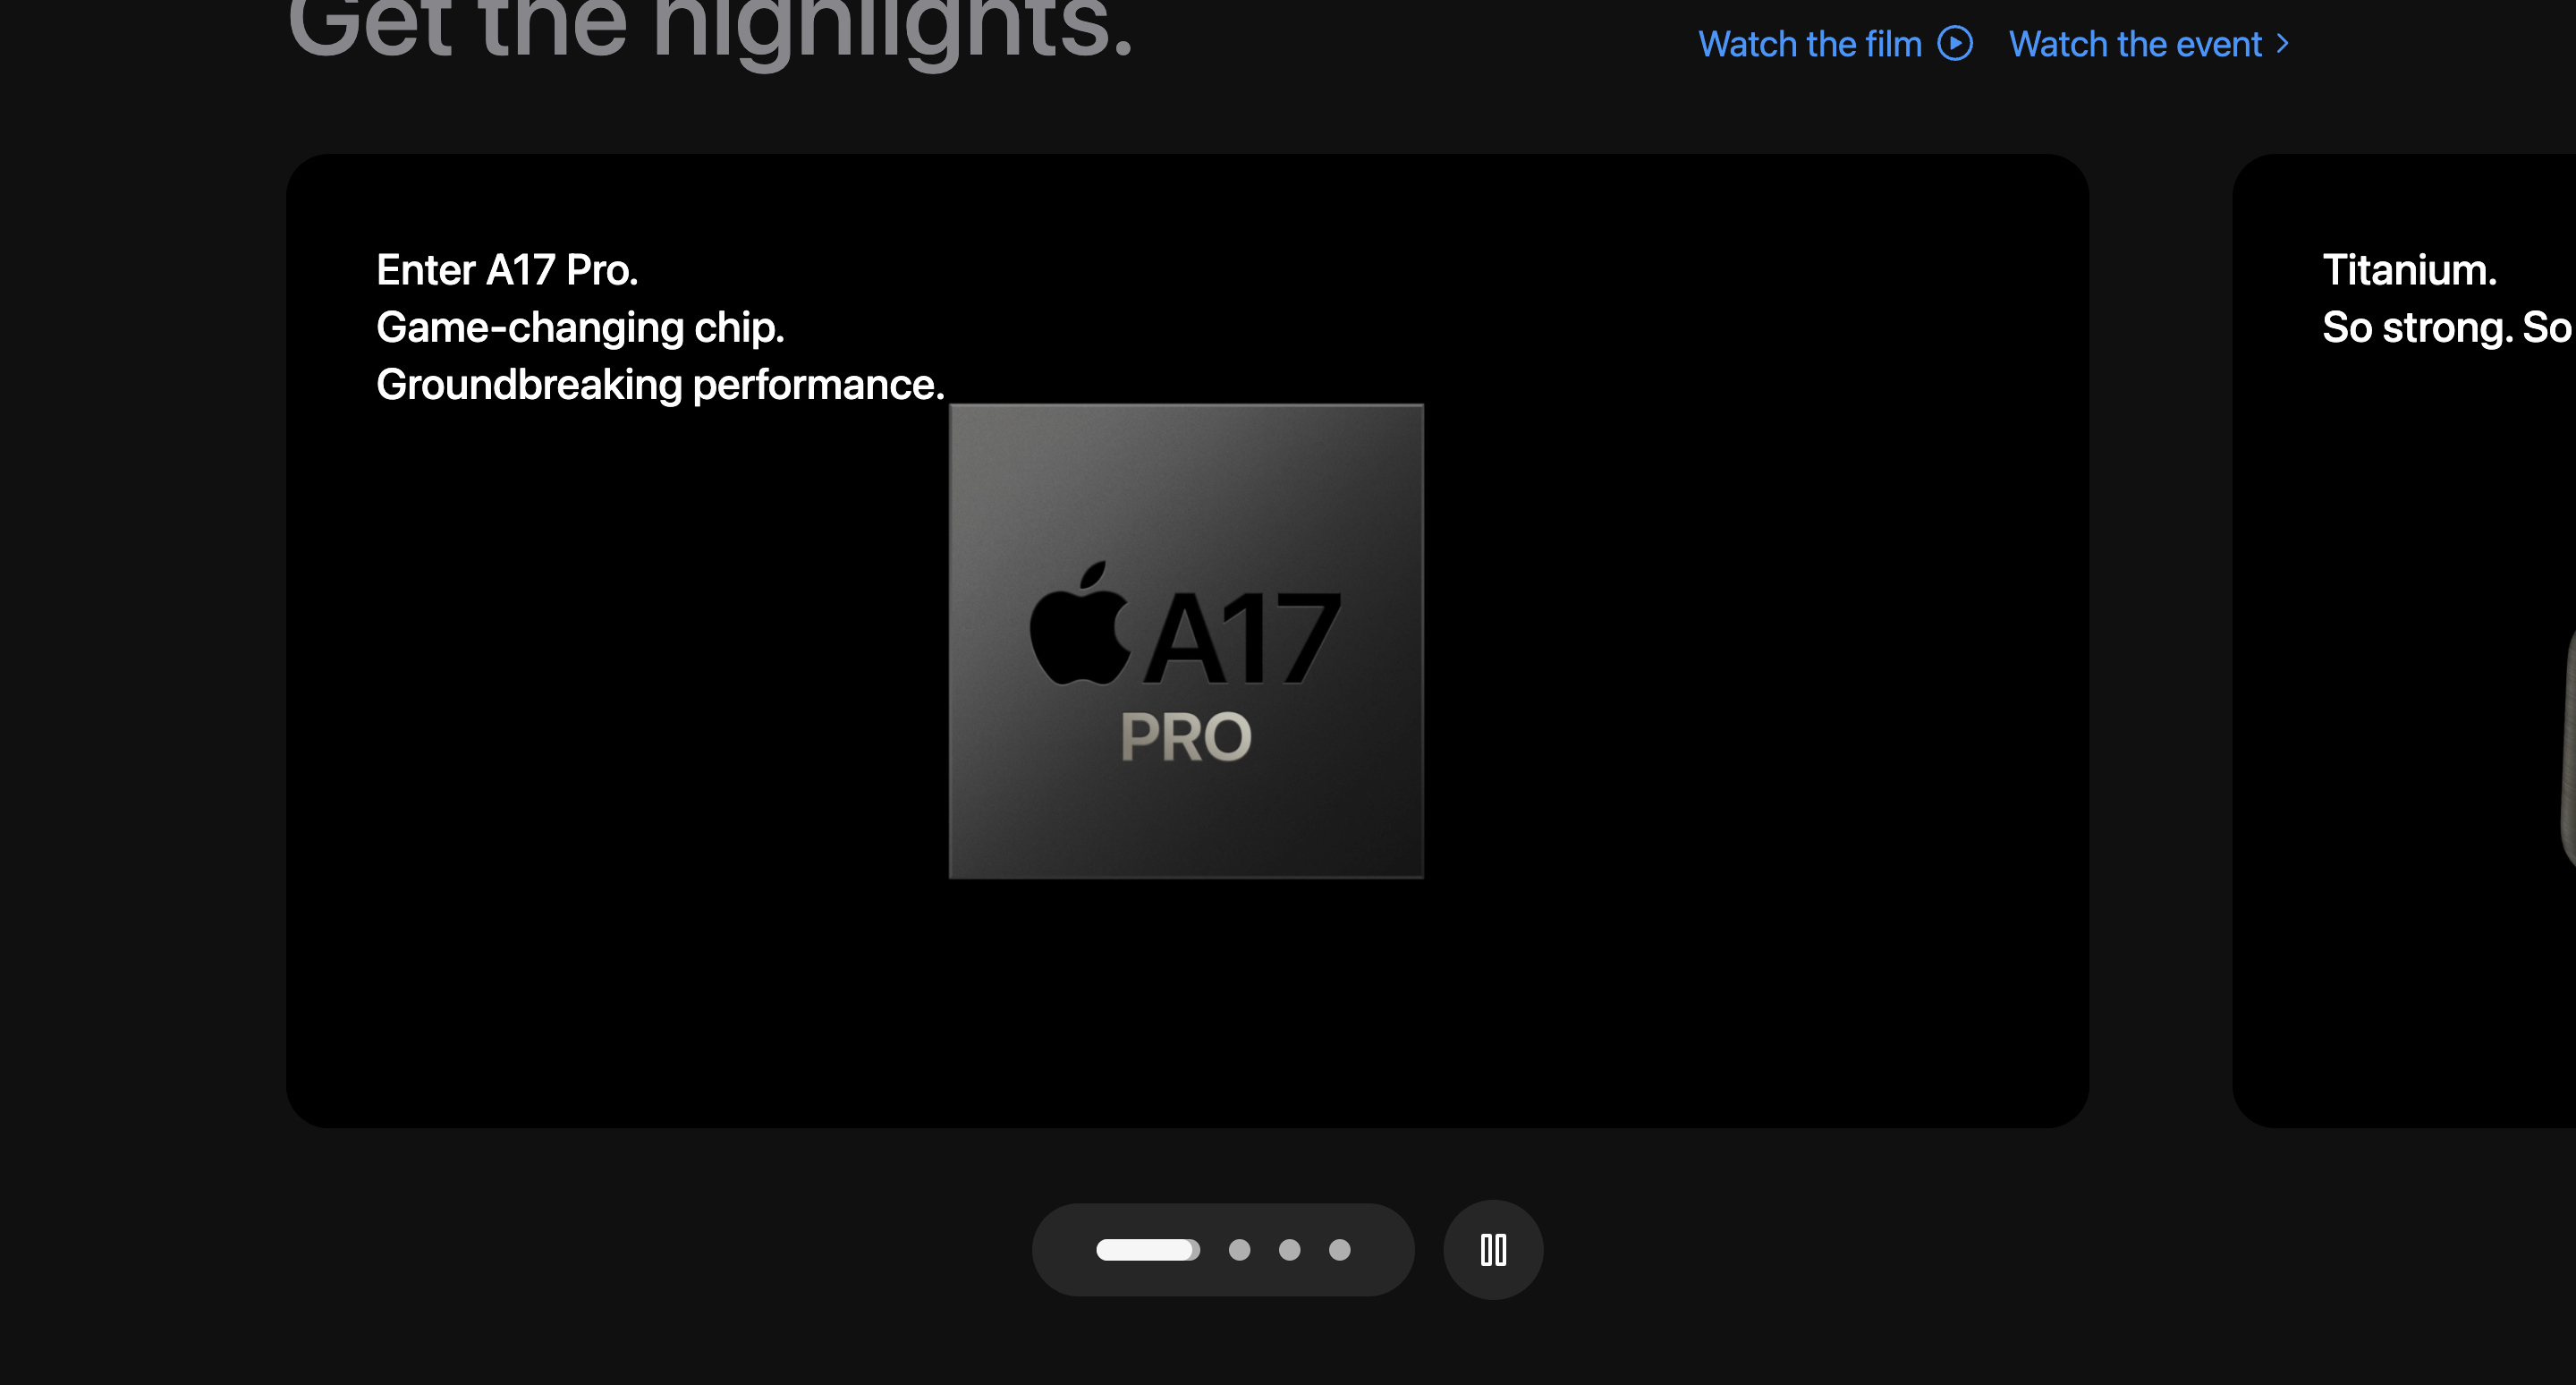 Get the highlights.
Watch the film
Watch the event
Enter A17 Pro.
Game-changing chip.
Groundbreaking performance.
A17
PRO
Titanium.
So strong. So